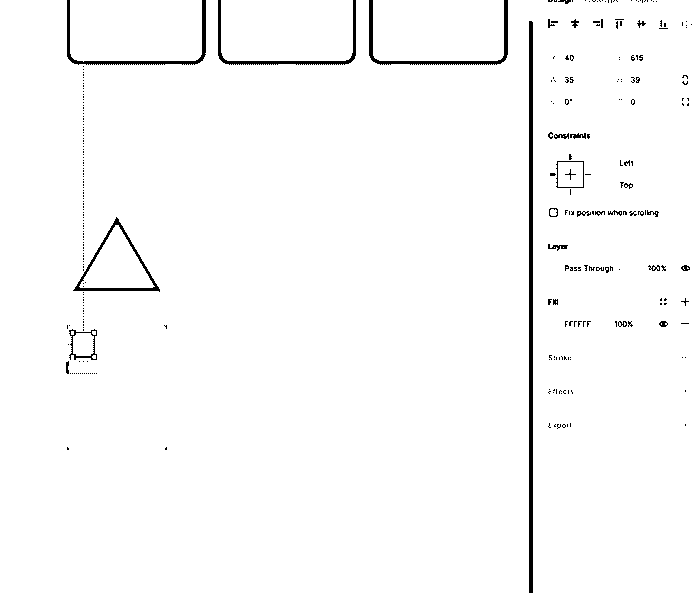 Design
40 615
35 39
0° 0
Constraints
Left
Top
Fix position when scrolling
Layer
Pass Through 100%
Fill
FFFFFF 100%
Stroke
Effects
Export